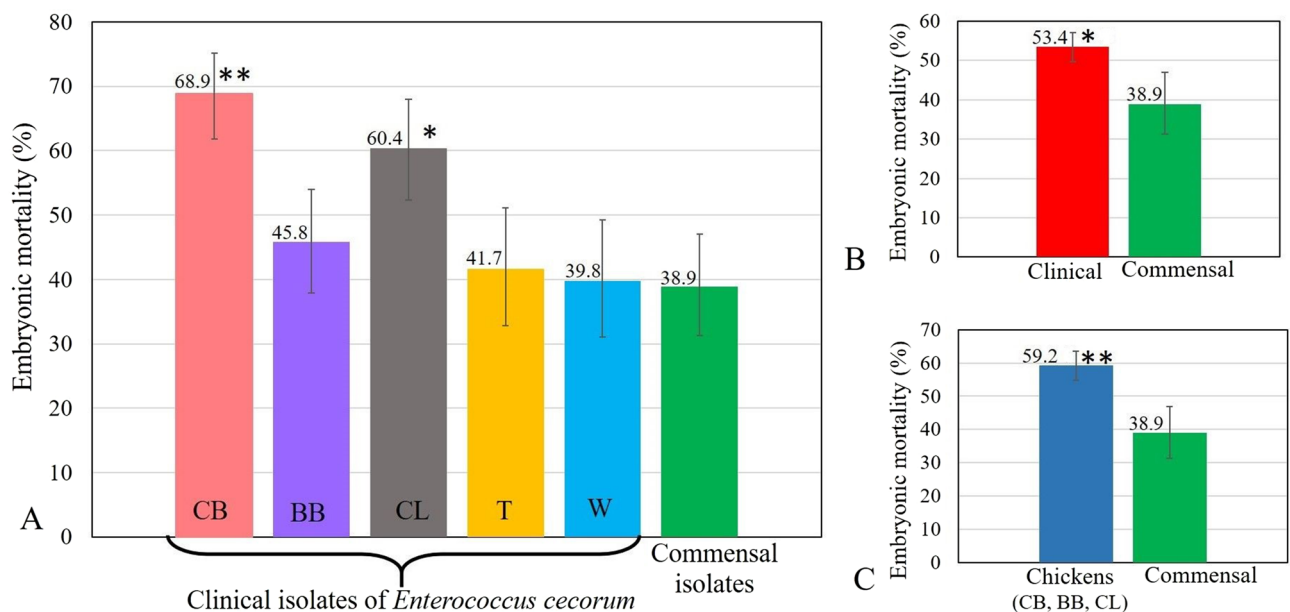 A
Embryonic mortality (%)
80
70
60
50
40
30
20
10
0
68.9 **
45.8
60.4 *
41.7
39.8
38.9
CB
BB
CL
T
W
Commensal
isolates
Clinical isolates of Enterococcus cecorum
B
Embryonic mortality (%)
60
50
40
30
20
10
0
53.4 *
38.9
Clinical
Commensal
C
Embryonic mortality (%)
70
60
50
40
30
20
10
0
59.2 **
38.9
Chickens
(CB, BB, CL)
Commensal